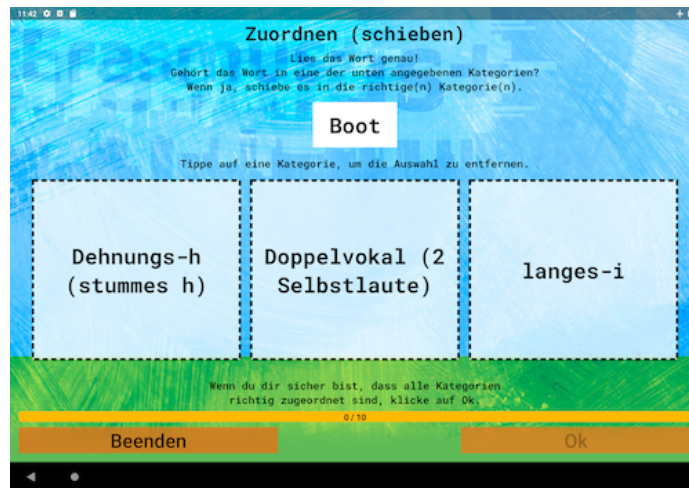 11:42
Zuordnen (schieben)
Lies das Wort genau!
Gehört das Wort in eine der unten angegebenen Kategorien?
Wenn ja, schiebe es in die richtige(n) Kategorie(n).
Boot
Tippe auf eine Kategorie, um die Auswahl zu entfernen.
Dehnungs-h
(stummes h)
Doppelvokal (2
Selbstlaute)
langes-i
Wenn du dir sicher bist, dass alle Kategorien
richtig zugeordnet sind, klicke auf Ok.
0/10
Beenden
Ok